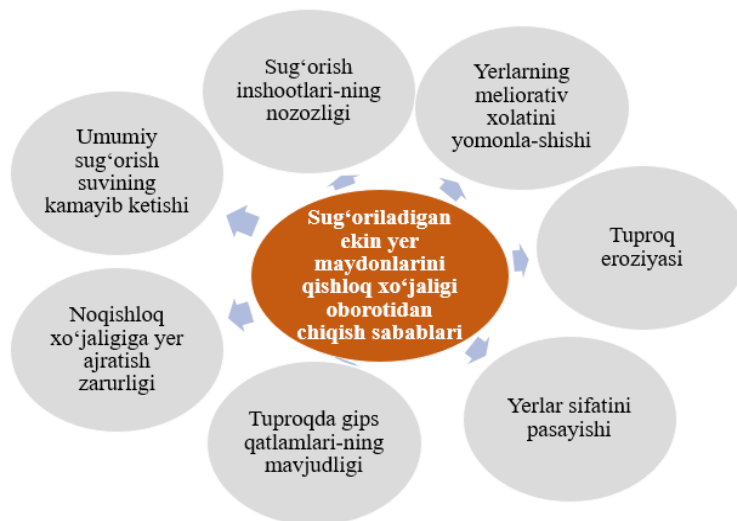 Sug‘orish
inshootlari-ning
nozozligi
Yerlarning
meliorativ
xolatini
yomonla-shishi
Umumiy
sug‘orish
suvining
kamayib ketishi
Sug‘oriladigan
ekin yer
maydonlarini
qishloq xo‘jaligi
oborotidan
chiqish sabablari
Tuproq
eroziyasi
Noqishloq
xo‘jaligiga yer
ajratish
zarurligi
Tuproqda gips
qatlamlari-ning
mavjudligi
Yerlar sifatini
pasayishi